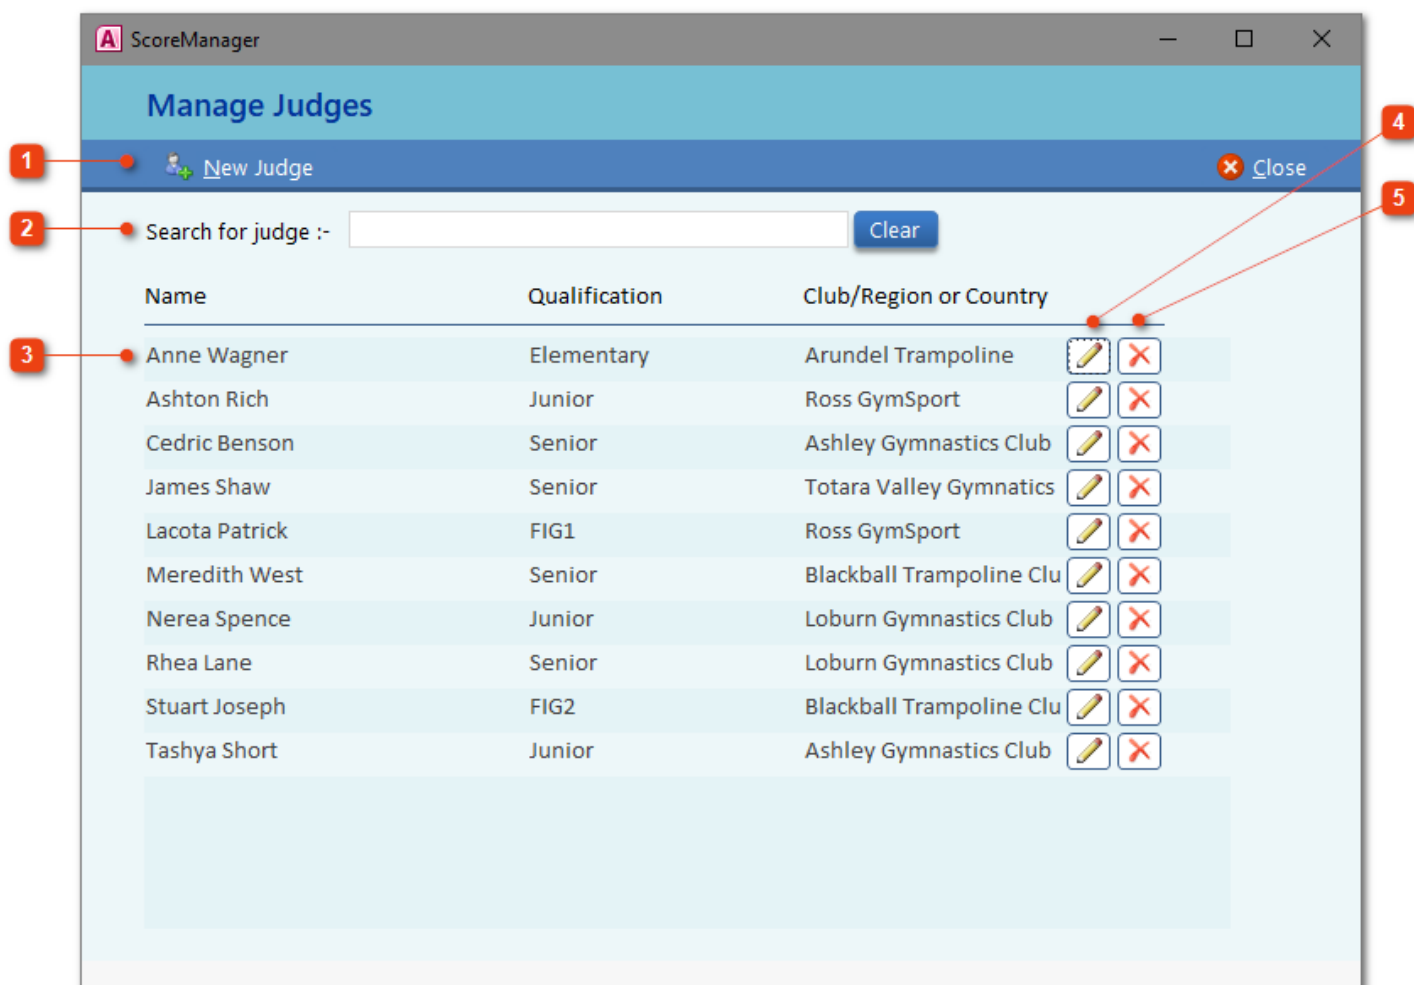 A ScoreManager
Manage Judges
4
1 New Judge Close
5
2 Search for judge :- Clear
Name Qualification Club/Region or Country
3 Anne Wagner Elementary Arundel Trampoline
Ashton Rich Junior Ross GymSport
Cedric Benson Senior Ashley Gymnastics Club
James Shaw Senior Totara Valley Gymnatics
Lacota Patrick FIG1 Ross GymSport
Meredith West Senior Blackball Trampoline Clu
Nerea Spence Junior Loburn Gymnastics Club
Rhea Lane Senior Loburn Gymnastics Club
Stuart Joseph FIG2 Blackball Trampoline Clu
Tashya Short Junior Ashley Gymnastics Club